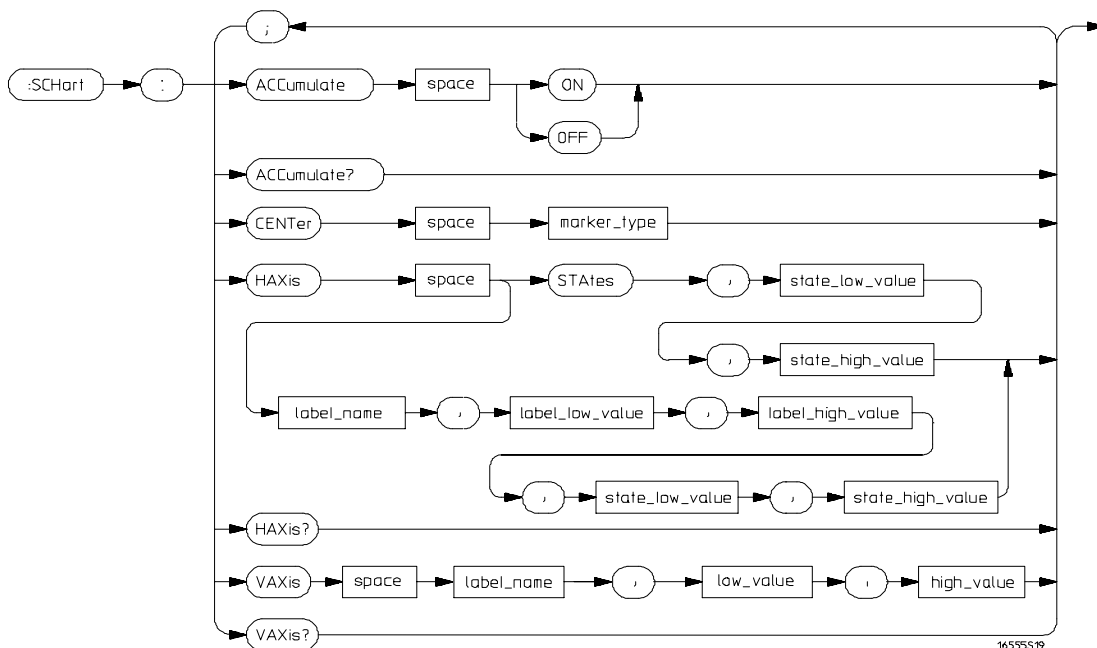 ;
:SCHart : ACCumulate space ON
OFF
ACCumulate?
CENTer space marker_type
HAXis space STAtes , state_low_value
, state_high_value
label_name , label_low_value , label_high_value
, state_low_value , state_high_value
HAXis?
VAXis space label_name , low_value , high_value
VAXis?
16555S19